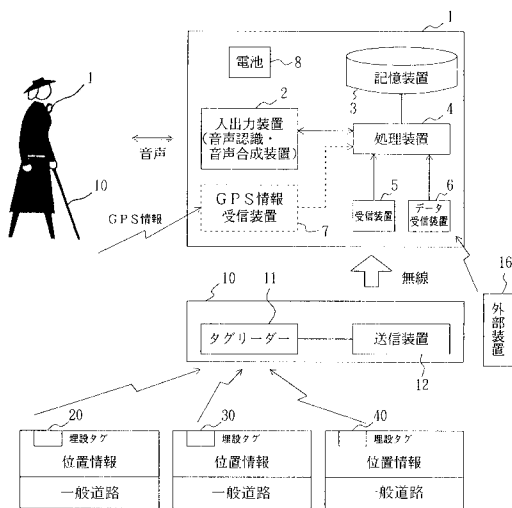 1
電池
8
記憶装置
3
1
2
4
入出力装置
(音声認識・
音声合成装置)
処理装置
音声
10
5
6
GPS情報
受信装置
受信装置
データ
受信装置
7
GPS情報
無線
16
外部装置
10
11
タグリーダー
送信装置
12
20
30
40
埋設タグ
埋設タグ
埋設タグ
位置情報
位置情報
位置情報
一般道路
一般道路
一般道路